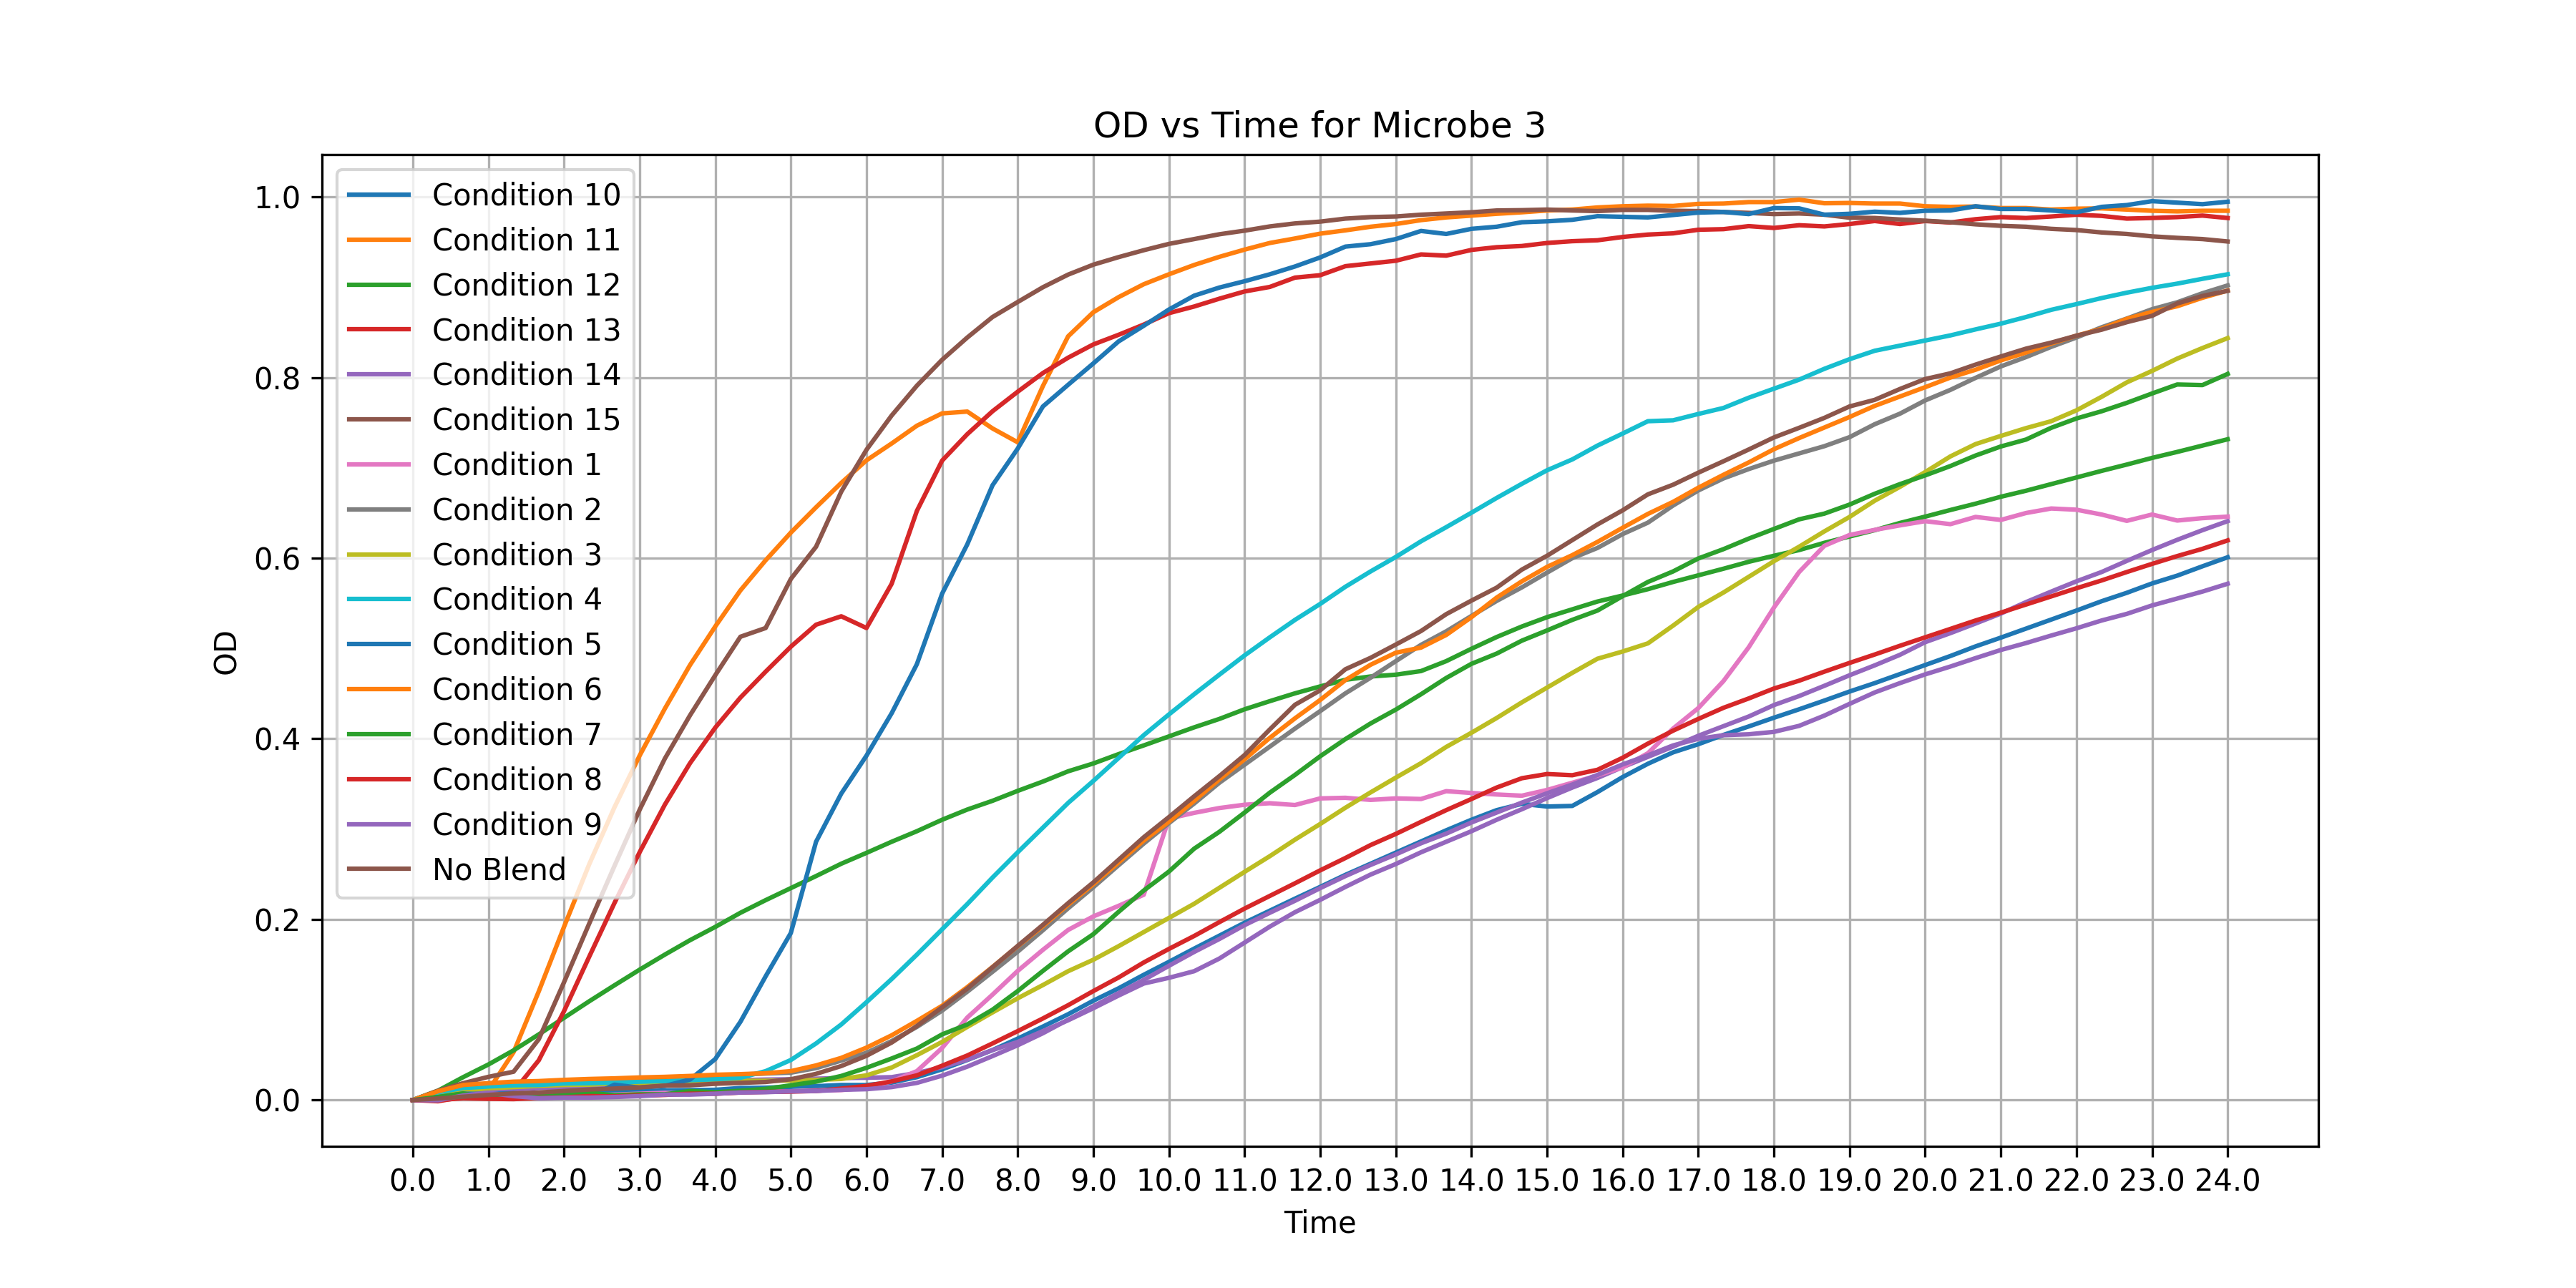 OD vs Time for Microbe 3
1.0
0.8
0.6
0.4
0.2
0.0
OD
Condition 10
Condition 11
Condition 12
Condition 13
Condition 14
Condition 15
Condition 1
Condition 2
Condition 3
Condition 4
Condition 5
Condition 6
Condition 7
Condition 8
Condition 9
No Blend
0.0 1.0 2.0 3.0 4.0 5.0 6.0 7.0 8.0 9.0 10.0 11.0 12.0 13.0 14.0 15.0 16.0 17.0 18.0 19.0 20.0 21.0 22.0 23.0 24.0
Time